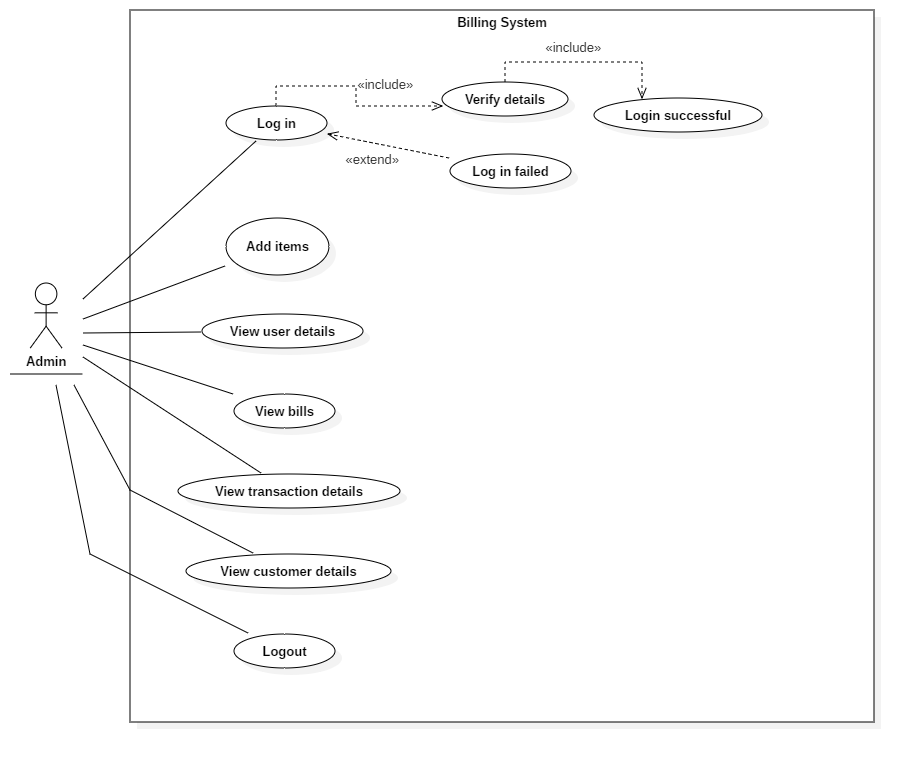 Billing System
«include»
«include»
Verify details
Login successful
Log in
«extend»
Log in failed
Add items
View user details
Admin
View bills
View transaction details
View customer details
Logout